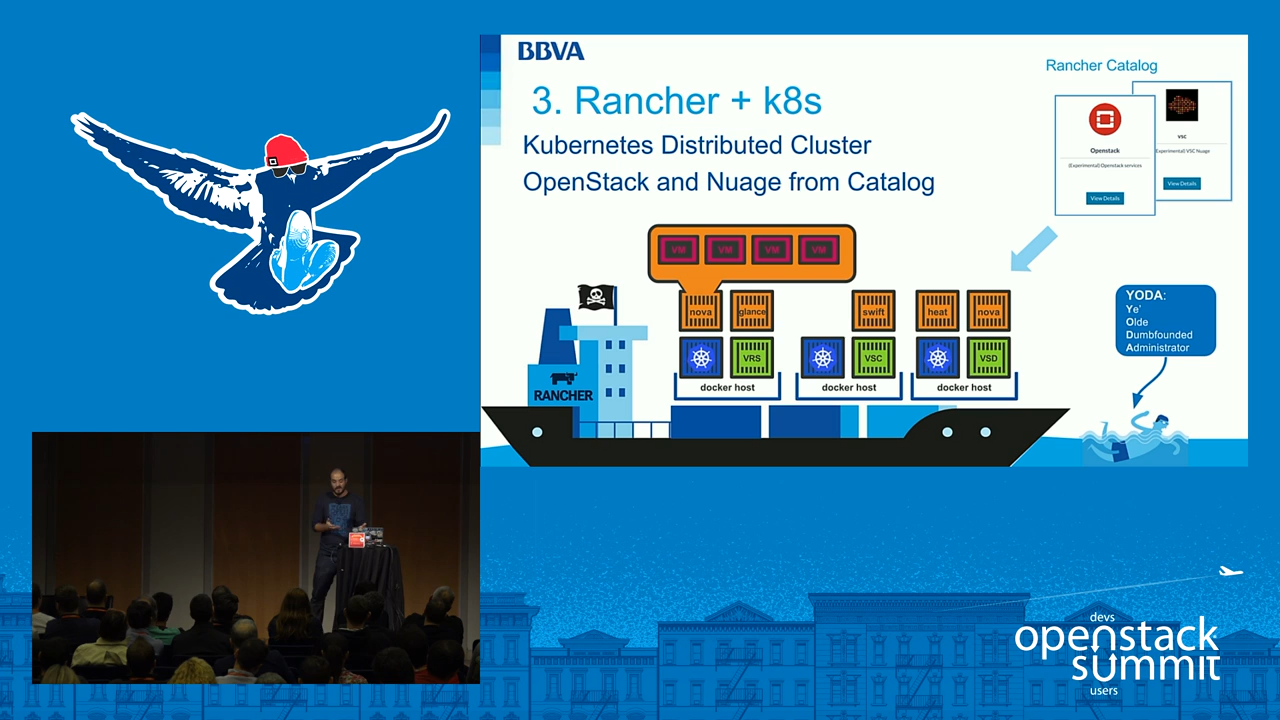 BBVA
3. Rancher + k8s
Kubernetes Distributed Cluster
OpenStack and Nuage from Catalog
Rancher Catalog
Openstack
(Experimental) Openstack services
View Details
VSC
(Experimental) VSC Nuage
View Details
VM VM VM VM
nova glance swift heat nova
VRS VSC VSD
docker host docker host docker host
RANCHER
YODA:
Ye'
Olde
Dumbfounded
Administrator
devs
openstack
summit
users